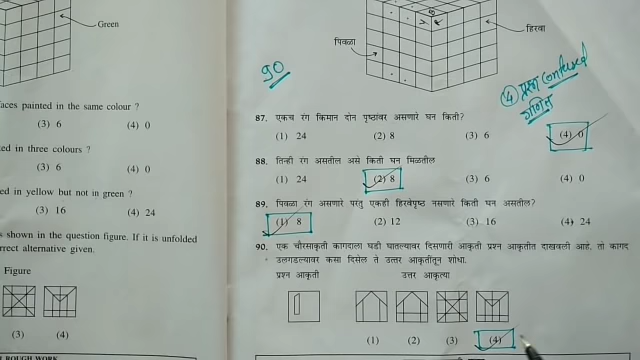 Green
हिरवा
पिवळा
90
④ प्रश्न confused
गणित
faces painted in the same colour ?
(3) 6 (4) 0
ed in three colours ?
(3) 6 (4) 0
ed in yellow but not in green ?
(3) 16 (4) 24
s shown in the question figure. If it is unfolded
rrect alternative given.
Figure
(3) (4)
ROUGH WORK
87. एकच रंग किमान दोन पृष्ठांवर असणारे घन किती?
(1) 24 (2) 8 (3) 6 (4) 0
88. तिन्ही रंग असतील असे किती घन मिळतील
(1) 24 (2) 8 (3) 6 (4) 0
89. पिवळा रंग असणारे परंतु एकही हिरवेपृष्ठ नसणारे किती घन असतील?
(1) 8 (2) 12 (3) 16 (4) 24
90. एक चौरसाकृती कागदाला घडी घातल्यावर दिसणारी आकृती प्रश्न आकृतीत दाखवली आहे. तो कागद
उलगडल्यावर कसा दिसेल ते उत्तर आकृतींतून शोधा.
प्रश्न आकृती उत्तर आकृत्या
(1) (2) (3) (4)